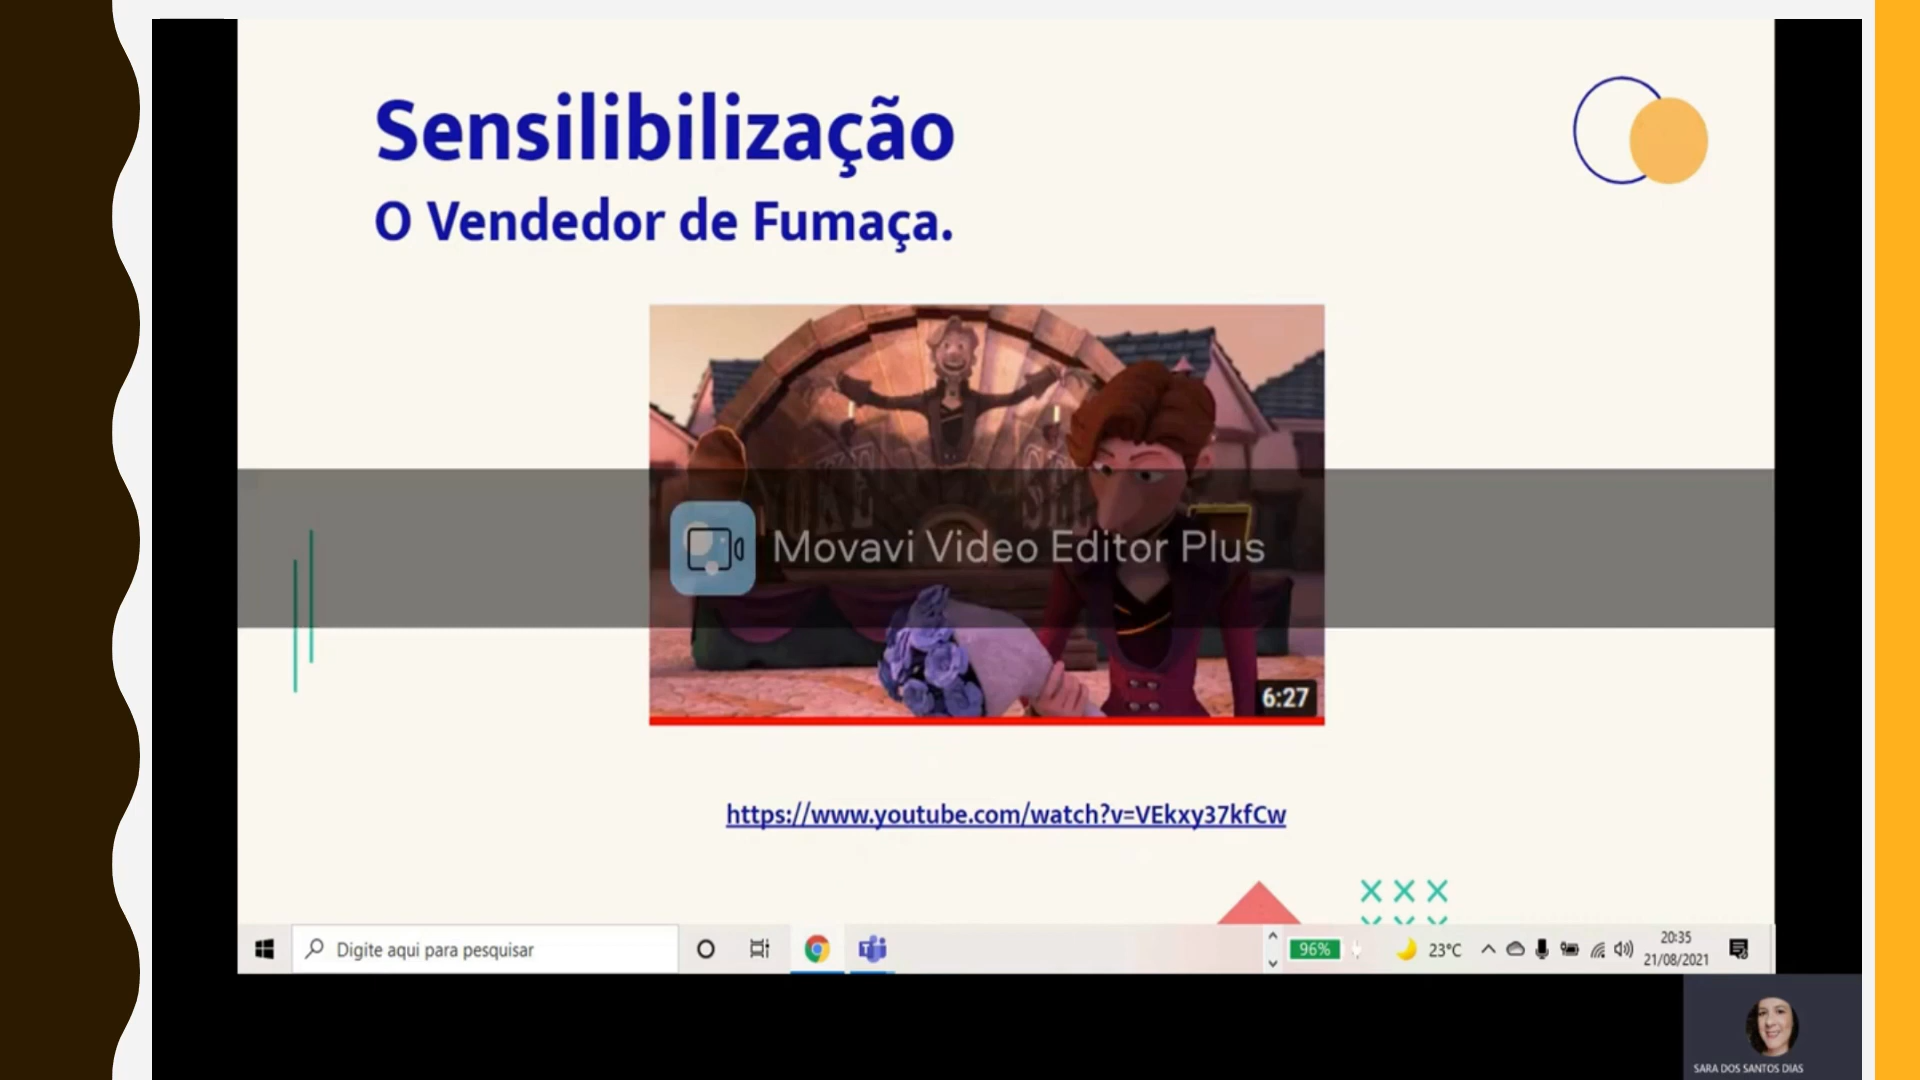 Sensilibilização
O Vendedor de Fumaça.
Movavi Video Editor Plus
6:27
https://www.youtube.com/watch?v=VEkxy37kfCw
Digite aqui para pesquisar
96%
23°C
20:35
21/08/2021
SARA DOS SANTOS DIAS